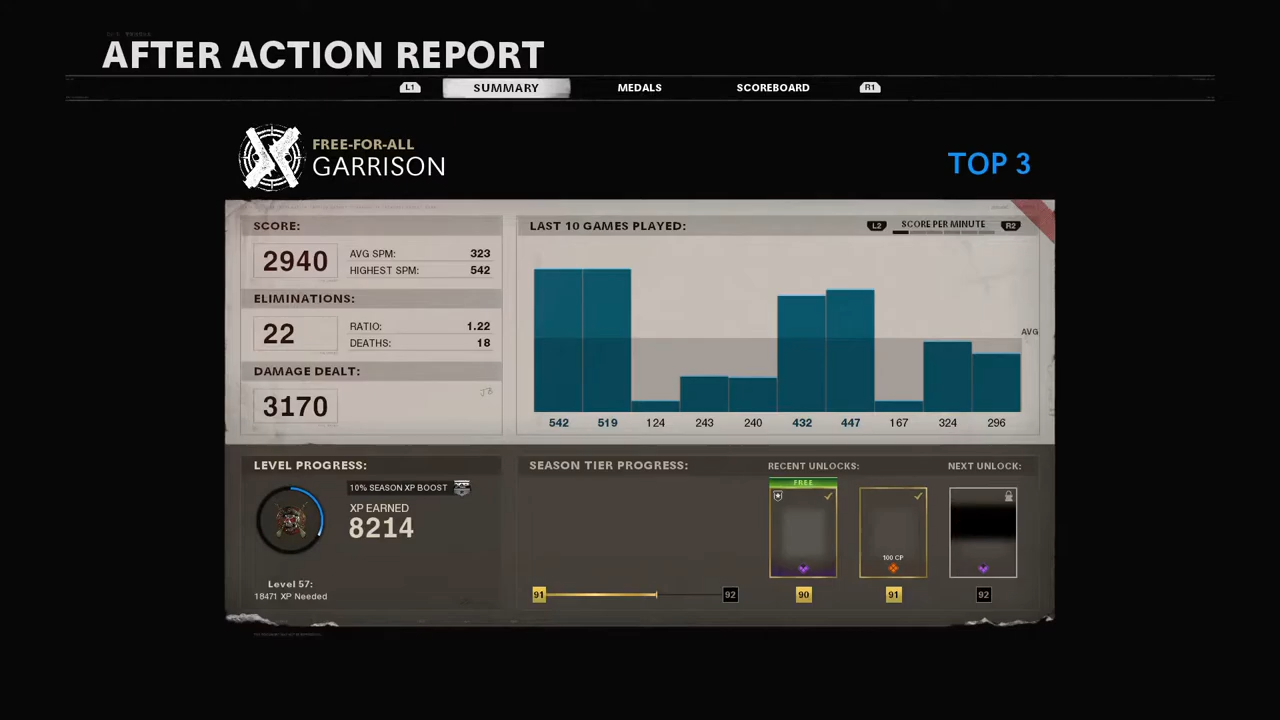 AFTER ACTION REPORT
L1 SUMMARY MEDALS SCOREBOARD R1
FREE-FOR-ALL
GARRISON
TOP 3
SCORE:
2940
AVG SPM: 323
HIGHEST SPM: 542
ELIMINATIONS:
22
RATIO: 1.22
DEATHS: 18
DAMAGE DEALT:
3170
LAST 10 GAMES PLAYED:
L2 SCORE PER MINUTE R2
AVG
542 519 124 243 240 432 447 167 324 296
LEVEL PROGRESS:
10% SEASON XP BOOST
XP EARNED
8214
Level 57:
18471 XP Needed
SEASON TIER PROGRESS:
91 92
RECENT UNLOCKS:
FREE
100 CP
90 91
NEXT UNLOCK:
92